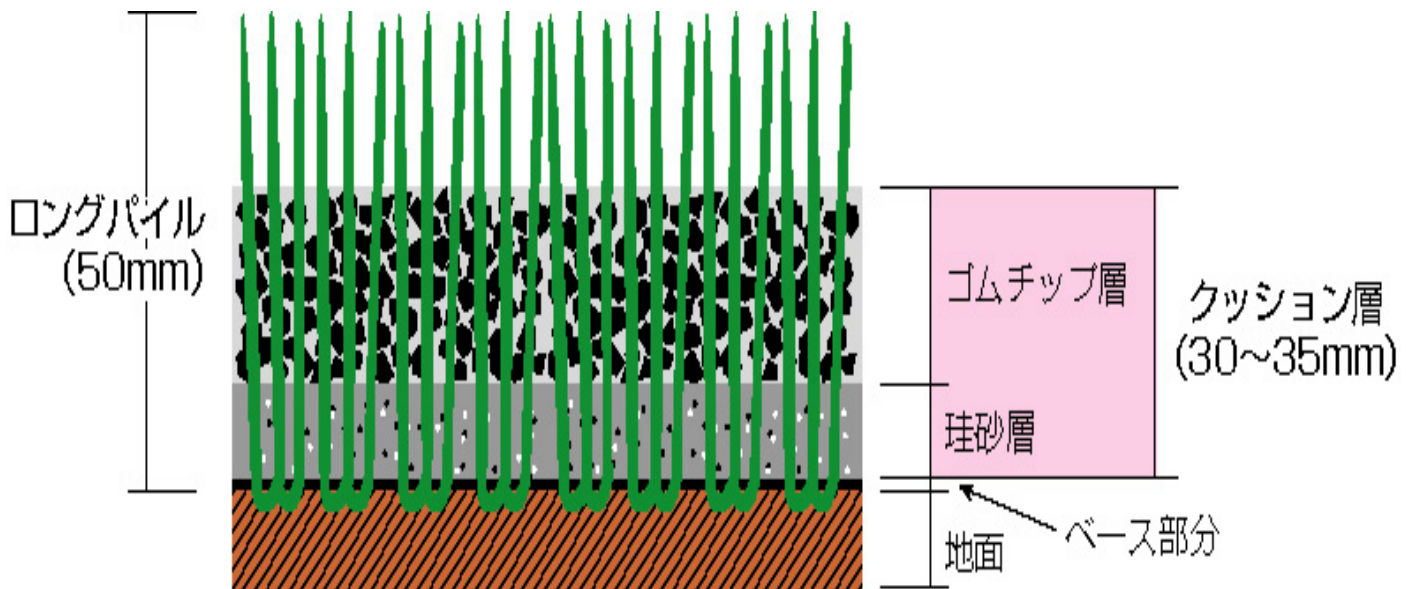 ロングパイル
(50mm)
ゴムチップ層
珪砂層
地面
ベース部分
クッション層
(30～35mm)